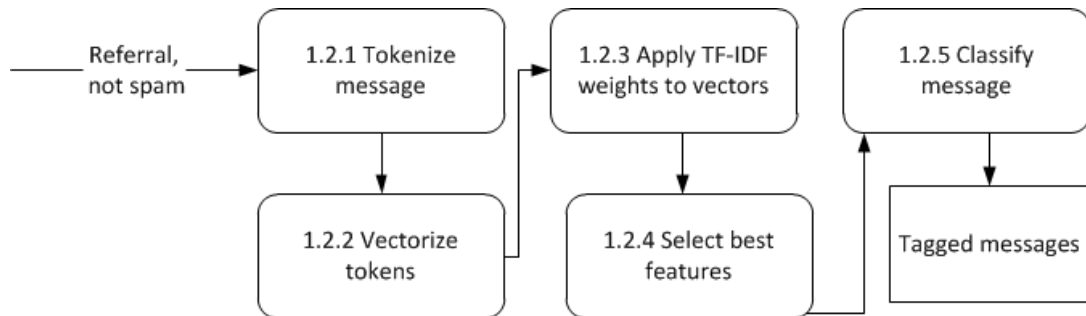 Referral,
not spam
1.2.1 Tokenize
message
1.2.2 Vectorize
tokens
1.2.3 Apply TF-IDF
weights to vectors
1.2.4 Select best
features
1.2.5 Classify
message
Tagged messages